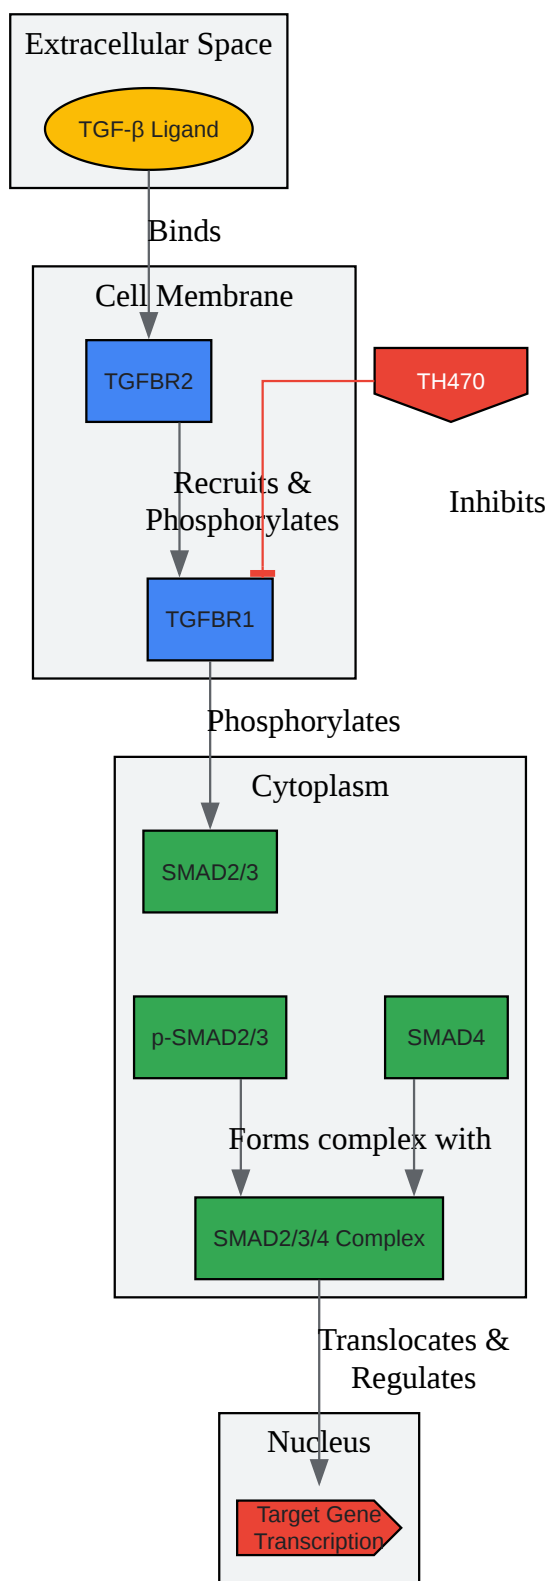 Extracellular Space
TGF-β Ligand
Binds
Cell Membrane
TGFBR2
TH470
Recruits &
Phosphorylates
Inhibits
TGFBR1
Phosphorylates
Cytoplasm
SMAD2/3
p-SMAD2/3
SMAD4
Forms complex with
SMAD2/3/4 Complex
Translocates &
Regulates
Nucleus
Target Gene
Transcription